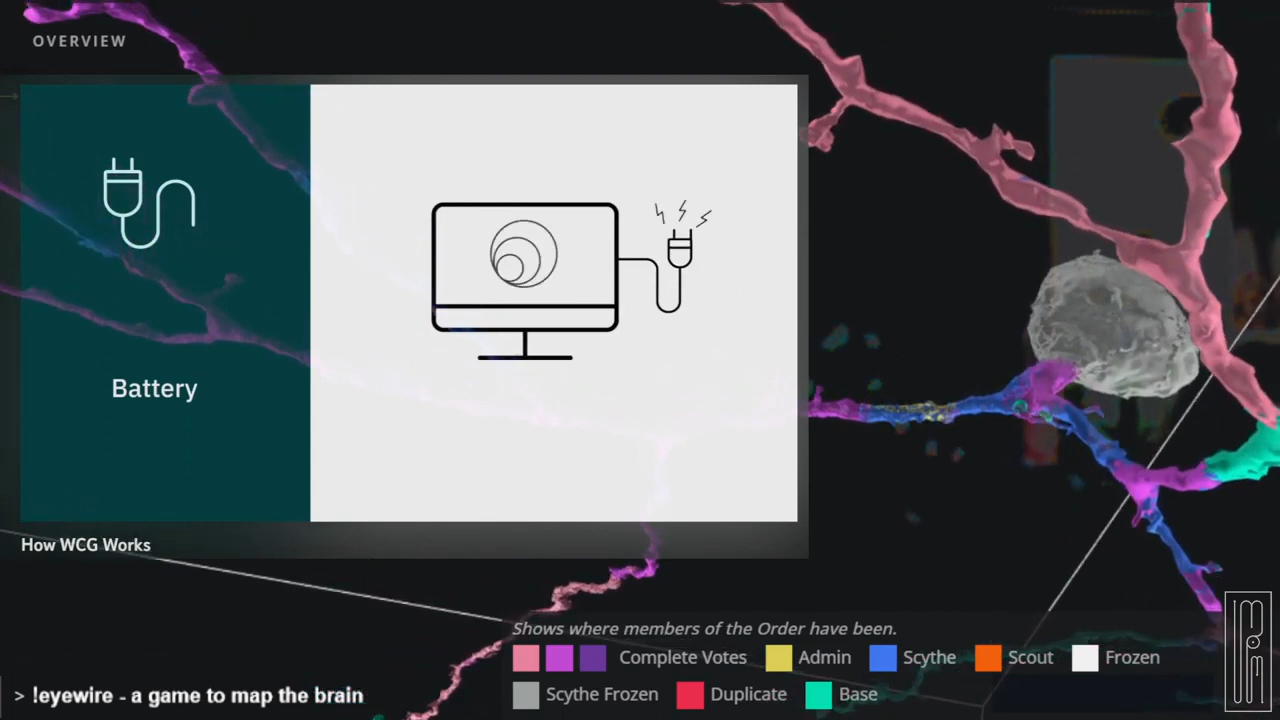 OVERVIEW
Battery
How WCG Works
Shows where members of the Order have been.
Complete Votes Admin Scythe Scout Frozen
Scythe Frozen Duplicate Base
> !eyewire - a game to map the brain